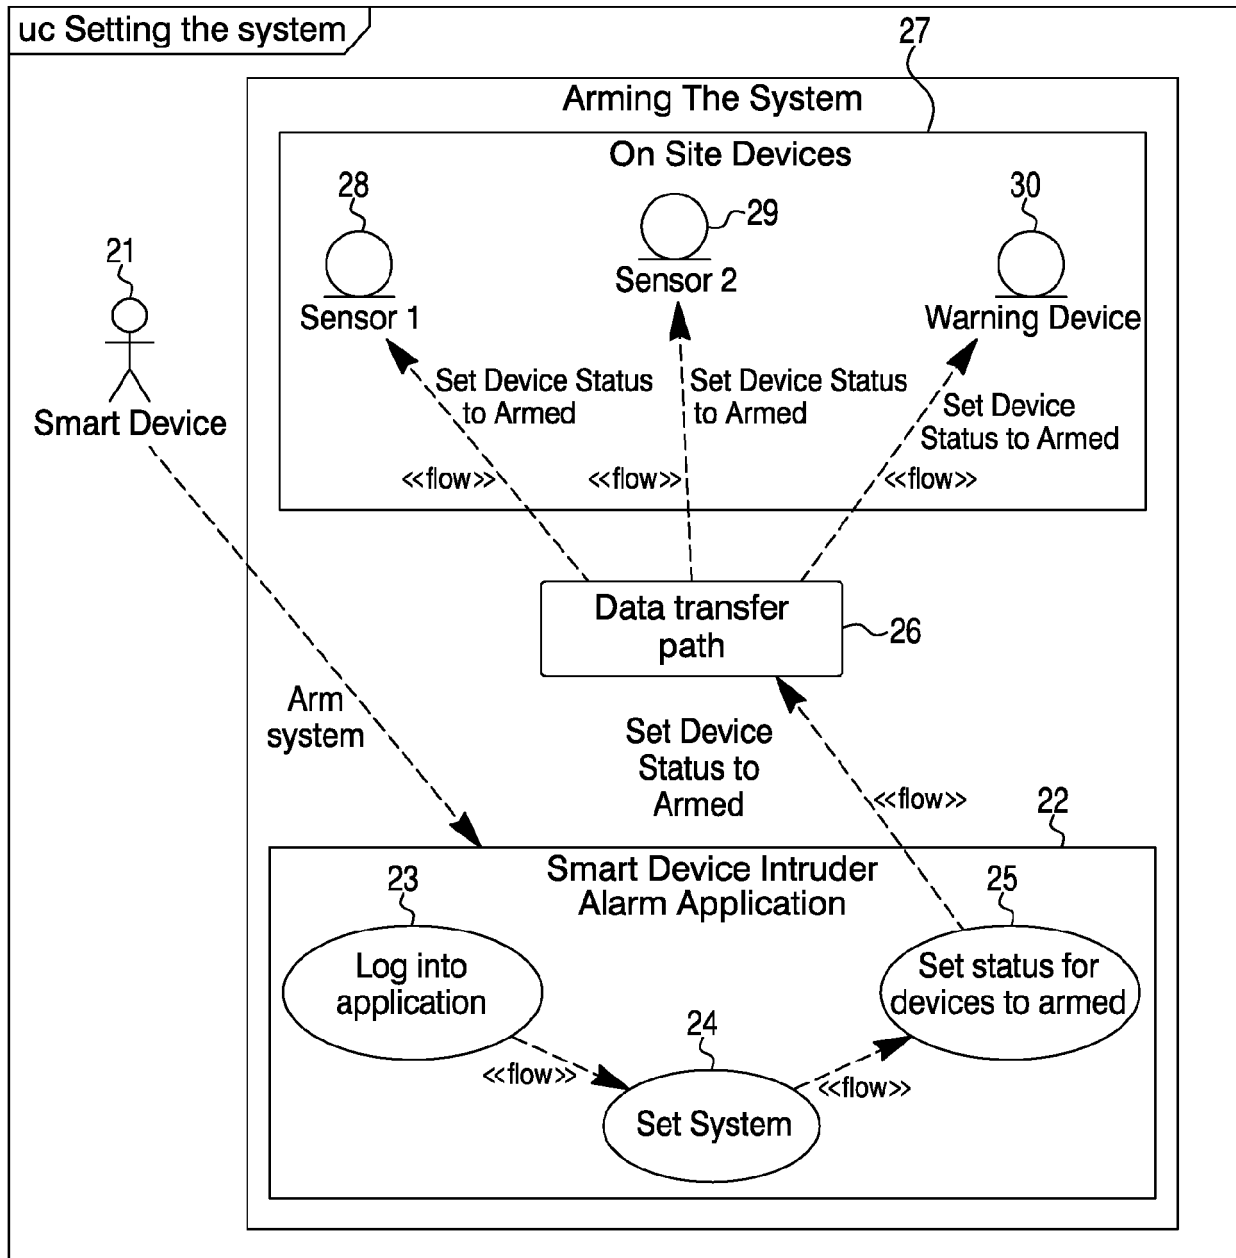 uc Setting the system
27
Arming The System
On Site Devices
28
29
30
21
Sensor 1
Sensor 2
Warning Device
Smart Device
Set Device Status
to Armed
Set Device Status
to Armed
Set Device
Status to Armed
<<flow>>
<<flow>>
<<flow>>
Data transfer
path
26
Arm
system
Set Device
Status to
Armed
<<flow>>
22
Smart Device Intruder
Alarm Application
23
25
Log into
application
Set status for
devices to armed
24
<<flow>>
<<flow>>
Set System